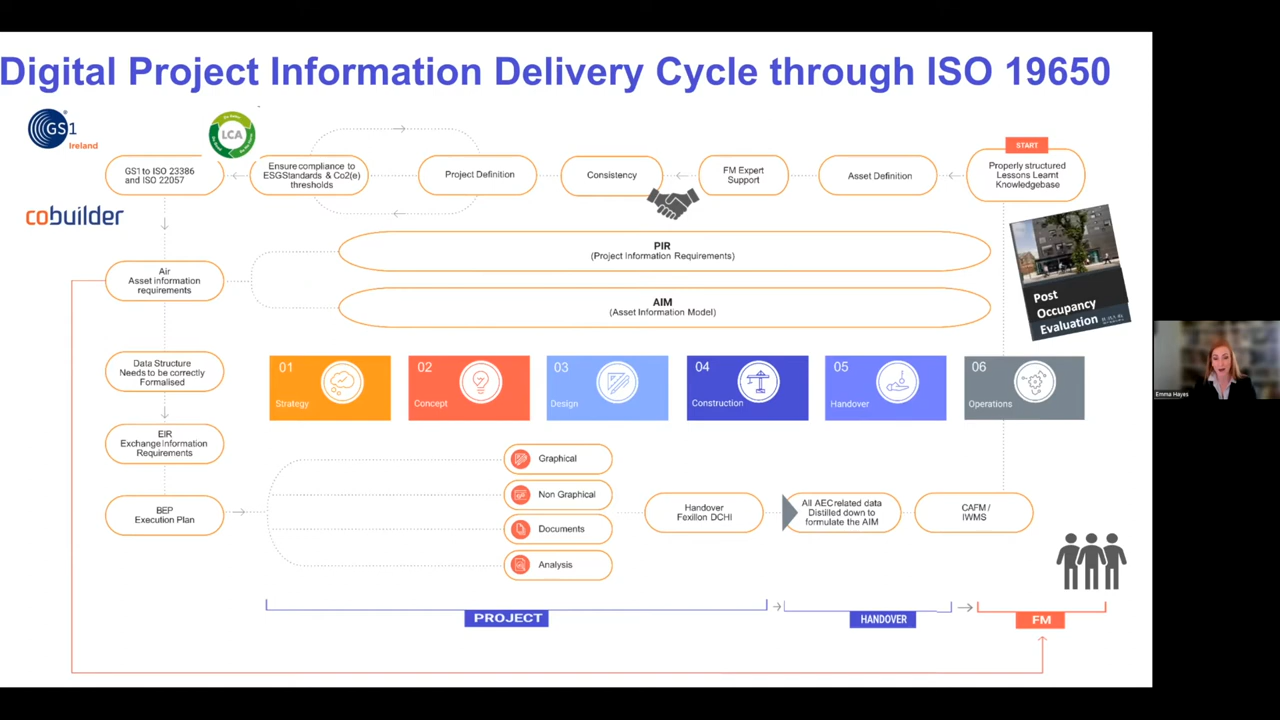 Digital Project Information Delivery Cycle through ISO 19650
GS1
Ireland
LCA
cobuilder
START
GS1 to ISO 23386
and ISO 22057
Ensure compliance to
ESGStandards & Co2(e)
thresholds
Project Definition
Consistency
FM Expert
Support
Asset Definition
Properly structured
Lessons Learnt
Knowledgebase
PIR
(Project Information Requirements)
Air
Asset information
requirements
AIM
(Asset Information Model)
Post
Occupancy
Evaluation
Data Structure
Needs to be correctly
Formalised
01
Strategy
02
Concept
03
Design
04
Construction
05
Handover
06
Operations
Emma Hayes
EIR
Exchange Information
Requirements
BEP
Execution Plan
Graphical
Non Graphical
Documents
Analysis
Handover
Fexillon DCHI
All AEC related data
Distilled down to
formulate the AIM
CAFM /
IWMS
PROJECT
HANDOVER
FM